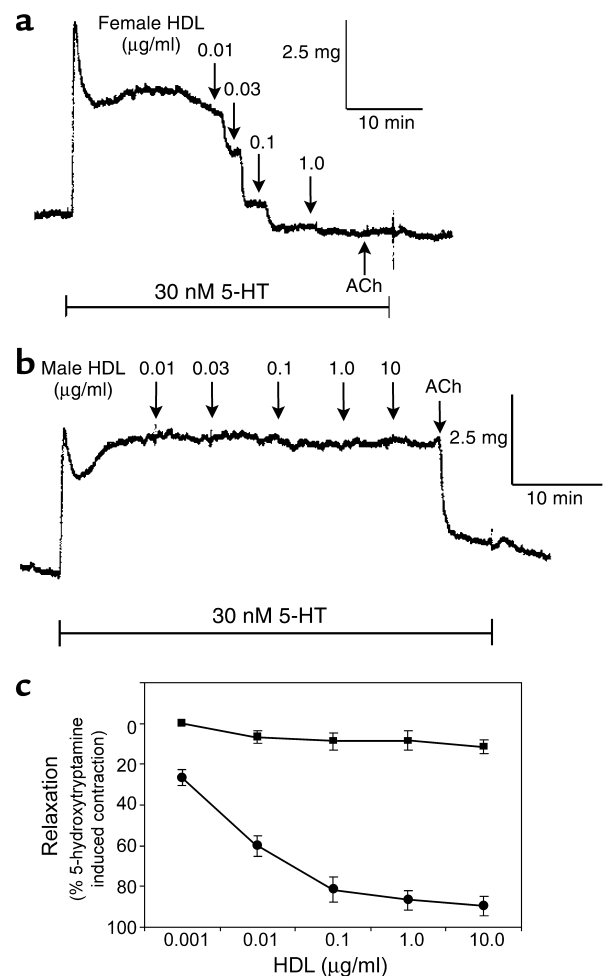 a
Female HDL
(µg/ml)
0.01
0.03
0.1
1.0
ACh
2.5 mg
10 min
30 nM 5-HT
b
Male HDL
(µg/ml)
0.01
0.03
0.1
1.0
10
ACh
2.5 mg
10 min
30 nM 5-HT
c
Relaxation
(% 5-hydroxytryptamine
induced contraction)
0
20
40
60
80
100
0.001
0.01
0.1
1.0
10.0
HDL (µg/ml)